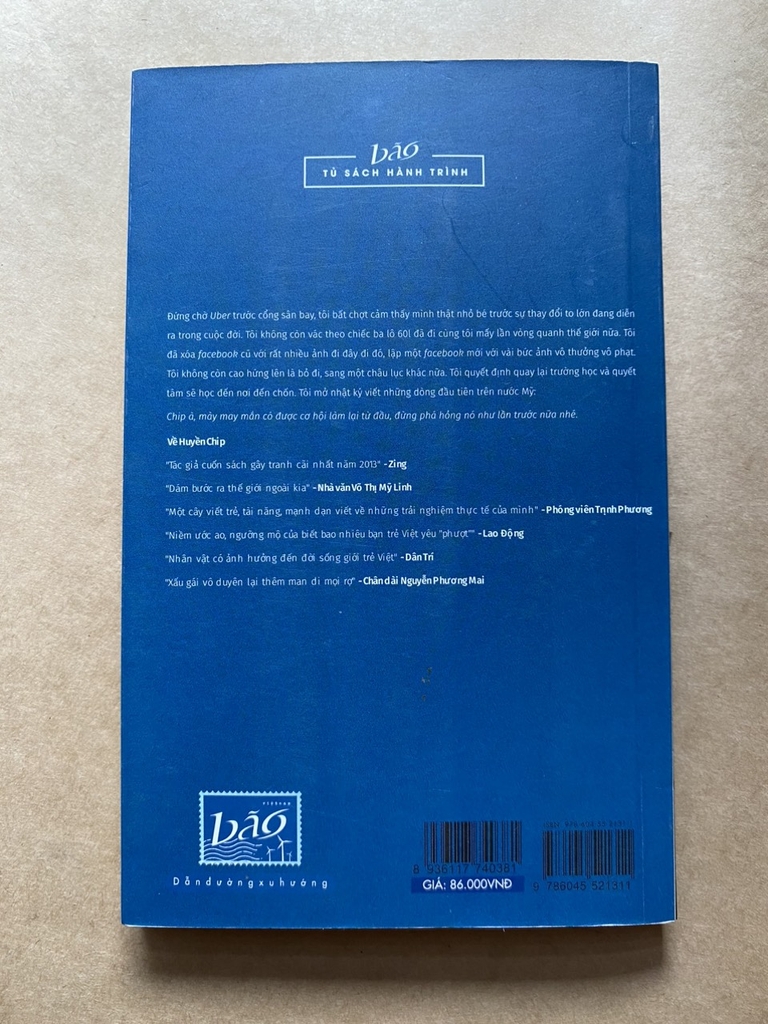 bão
TỦ SÁCH HÀNH TRÌNH
Đứng chờ Uber trước cổng sân bay, tôi bất chợt cảm thấy mình thật nhỏ bé trước sự thay đổi to lớn đang diễn
ra trong cuộc đời. Tôi không còn vác theo chiếc ba lô 60l đã đi cùng tôi mấy lần vòng quanh thế giới nữa. Tôi
đã xóa facebook cũ với rất nhiều ảnh đi đây đi đó, lập một facebook mới với vài bức ảnh vô thưởng vô phạt.
Tôi không còn cao hứng lên là bỏ đi, sang một châu lục khác nữa. Tôi quyết định quay lại trường học và quyết
tâm sẽ học đến nơi đến chốn. Tôi mở nhật ký viết những dòng đầu tiên trên nước Mỹ:
Chip à, mày may mắn có được cơ hội làm lại từ đầu, đừng phá hỏng nó như lần trước nữa nhé.
Về Huyền Chip
"Tác giả cuốn sách gây tranh cãi nhất năm 2013" -Zing
"Dám bước ra thế giới ngoài kia" -Nhà văn Võ Thị Mỹ Linh
"Một cây viết trẻ, tài năng, mạnh dạn viết về những trải nghiệm thực tế của mình" -Phóng viên Trịnh Phương
"Niềm ước ao, ngưỡng mộ của biết bao nhiêu bạn trẻ Việt yêu "phượt"" -Lao Động
"Nhân vật có ảnh hưởng đến đời sống giới trẻ Việt" -Dân Trí
"Xấu gái vô duyên lại thêm man di mọi rợ" -Chân dài Nguyễn Phương Mai
bão
Dẫn đường xu hướng
8 936117 740381
GIÁ: 86.000VNĐ
9 786045 521311